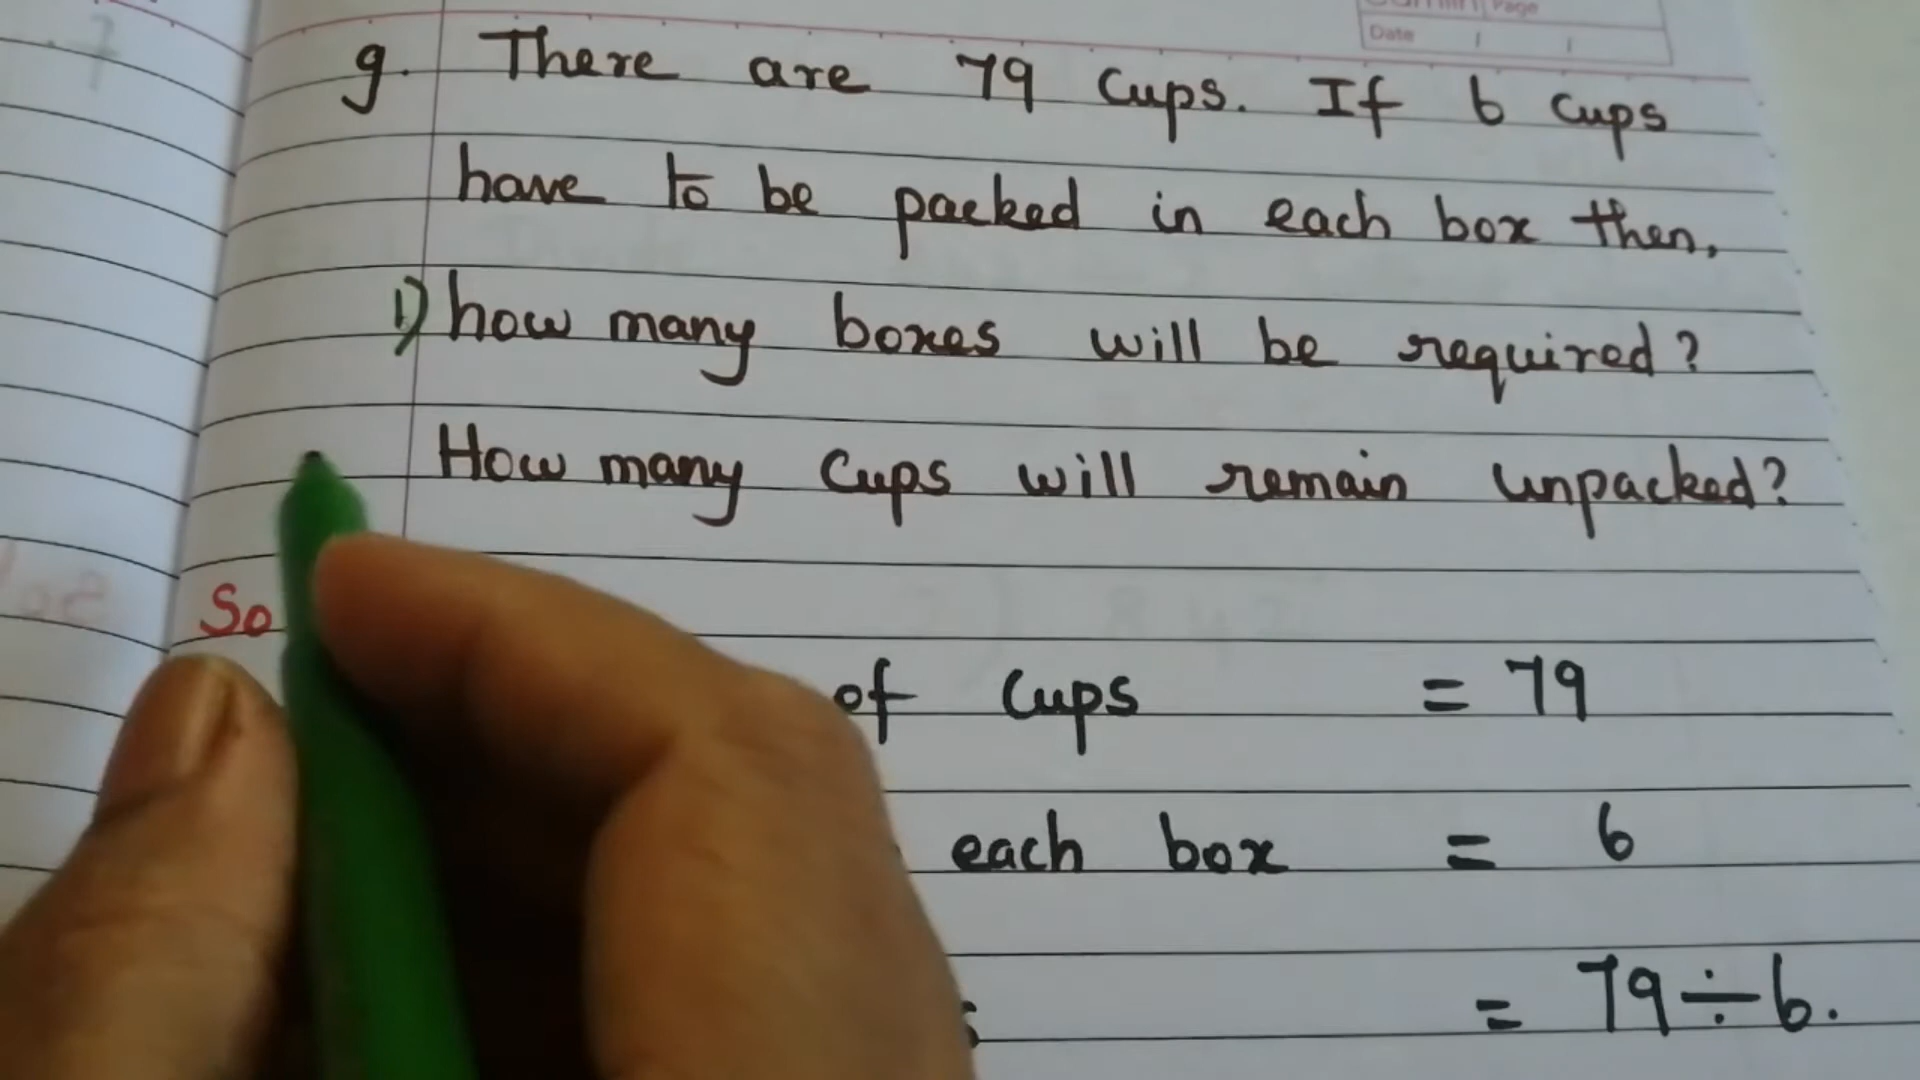 Page
Date
g. There are 79 Cups. If 6 cups
have to be packed in each box then,
1) how many boxes will be required?
How many Cups will remain unpacked?
So
of Cups = 79
each box = 6
= 79 ÷ 6.